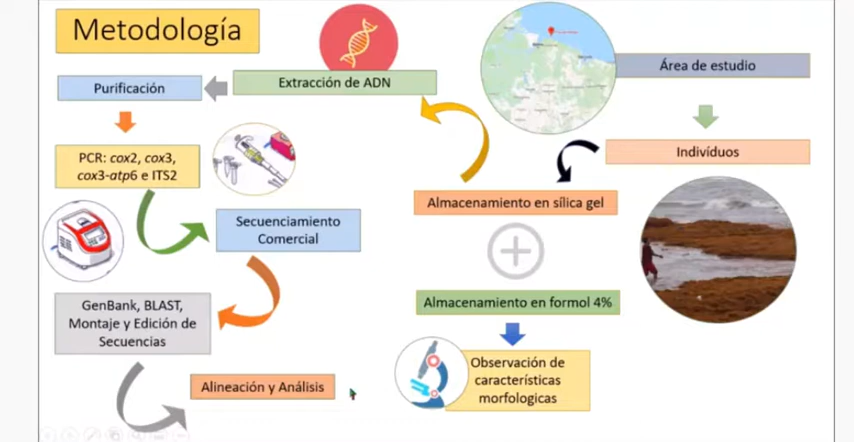 Metodología
Área de estudio
Indivíduos
Almacenamiento en sílica gel
Almacenamiento en formol 4%
Observación de
características
morfologicas
Extracción de ADN
Purificación
PCR: cox2, cox3,
cox3-atp6 e ITS2
Secuenciamiento
Comercial
GenBank, BLAST,
Montaje y Edición de
Secuencias
Alineación y Análisis